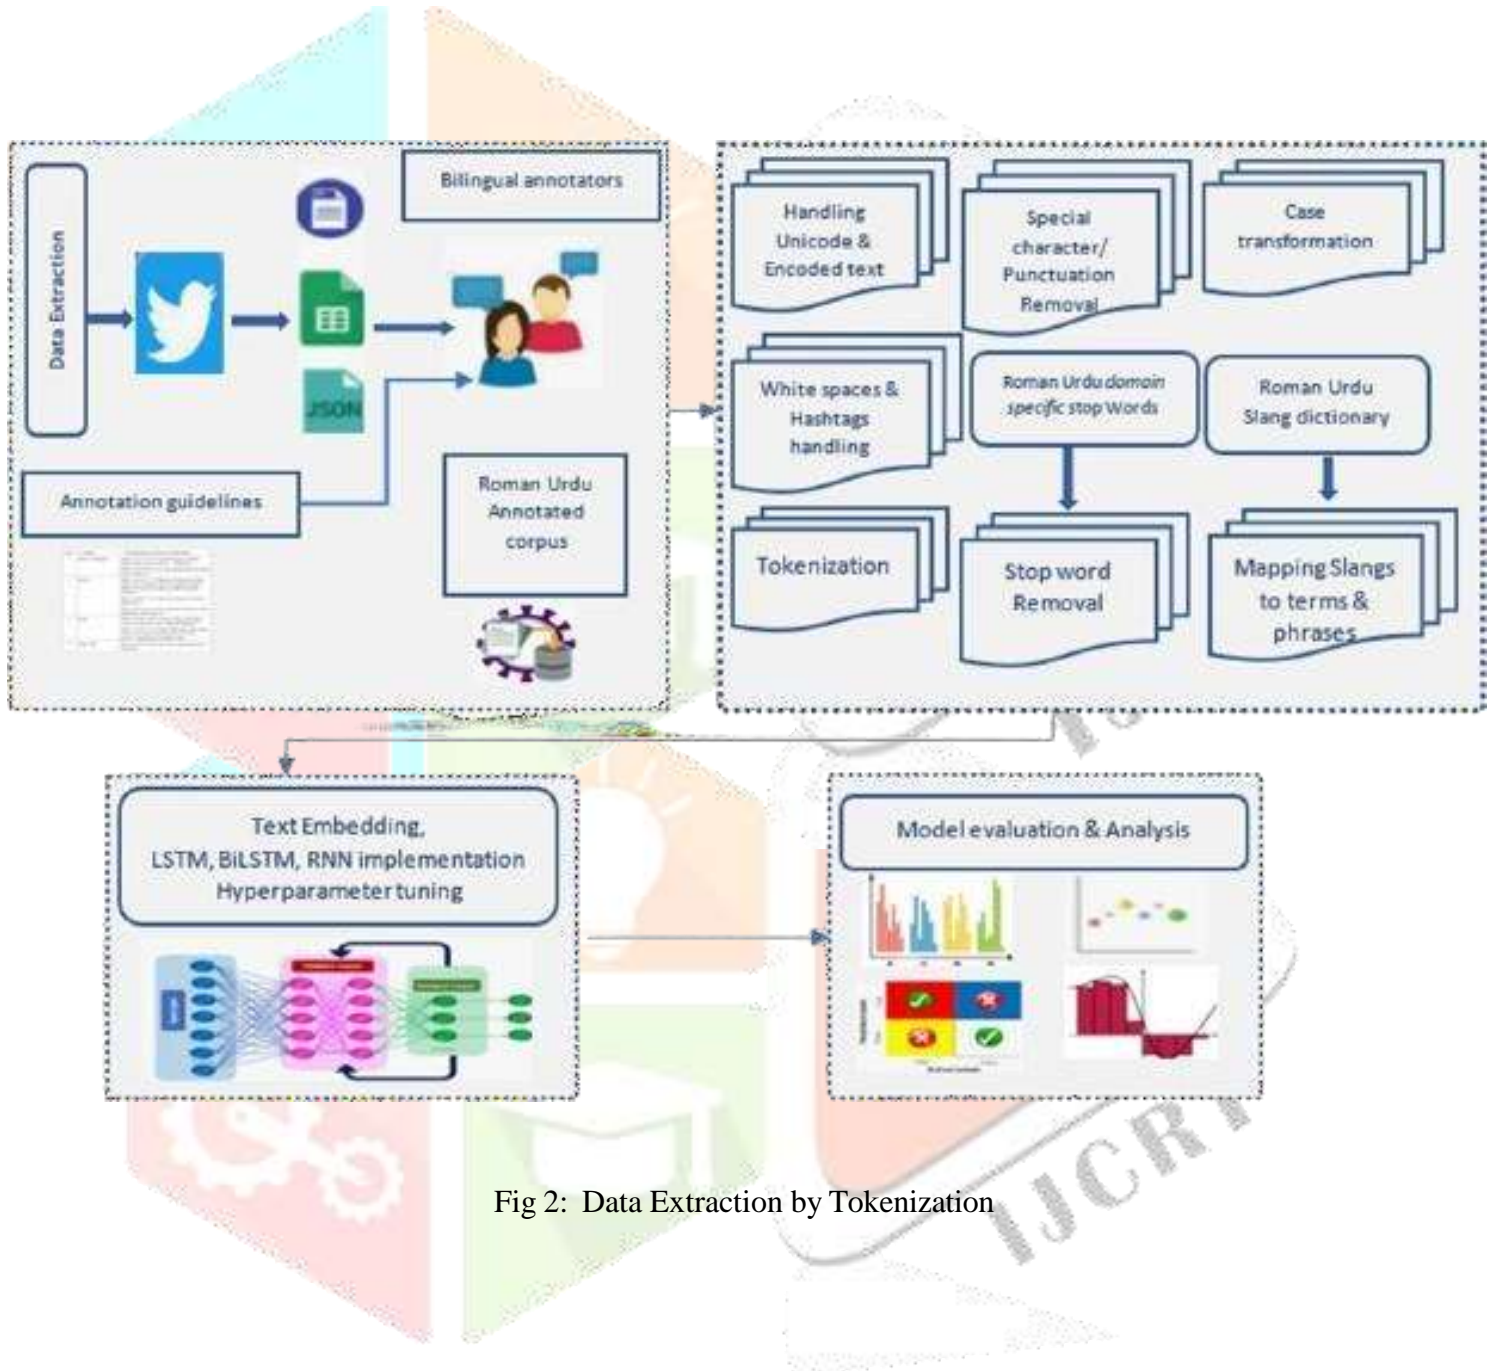 Data Extraction
JSON
Bilingual annotators
Annotation guidelines
Roman Urdu
Annotated
corpus
Handling
Unicode &
Encoded text
Special
character/
Punctuation
Removal
Case
transformation
White spaces &
Hashtags
handling
Roman Urdu domain
specific stop Words
Roman Urdu
Slang dictionary
Tokenization
Stop word
Removal
Mapping Slangs
to terms &
phrases
Text Embedding,
LSTM, BiLSTM, RNN implementation
Hyperparameter tuning
Model evaluation & Analysis
Fig 2: Data Extraction by Tokenization
IJCRT